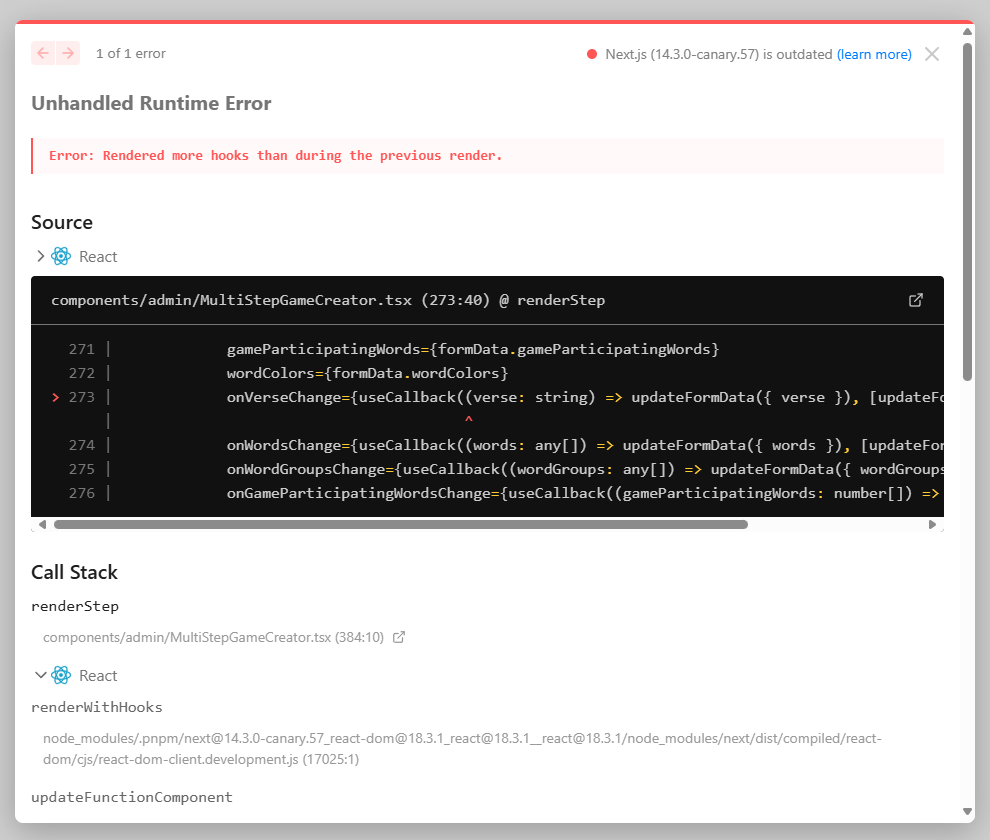 1 of 1 error
Next.js (14.3.0-canary.57) is outdated (learn more)
Unhandled Runtime Error
Error: Rendered more hooks than during the previous render.
Source
React
components/admin/MultiStepGameCreator.tsx (273:40) @ renderStep
271 | gameParticipatingWords={formData.gameParticipatingWords}
272 | wordColors={formData.wordColors}
> 273 | onVerseChange={useCallback((verse: string) => updateFormData({ verse }), [updateFo
| ^
274 | onWordsChange={useCallback((words: any[]) => updateFormData({ words }), [updateFor
275 | onWordGroupsChange={useCallback((wordGroups: any[]) => updateFormData({ wordGroups
276 | onGameParticipatingWordsChange={useCallback((gameParticipatingWords: number[]) =>
Call Stack
renderStep
components/admin/MultiStepGameCreator.tsx (384:10)
React
renderWithHooks
node_modules/.pnpm/next@14.3.0-canary.57_react-dom@18.3.1_react@18.3.1__react@18.3.1/node_modules/next/dist/compiled/react-
dom/cjs/react-dom-client.development.js (17025:1)
updateFunctionComponent